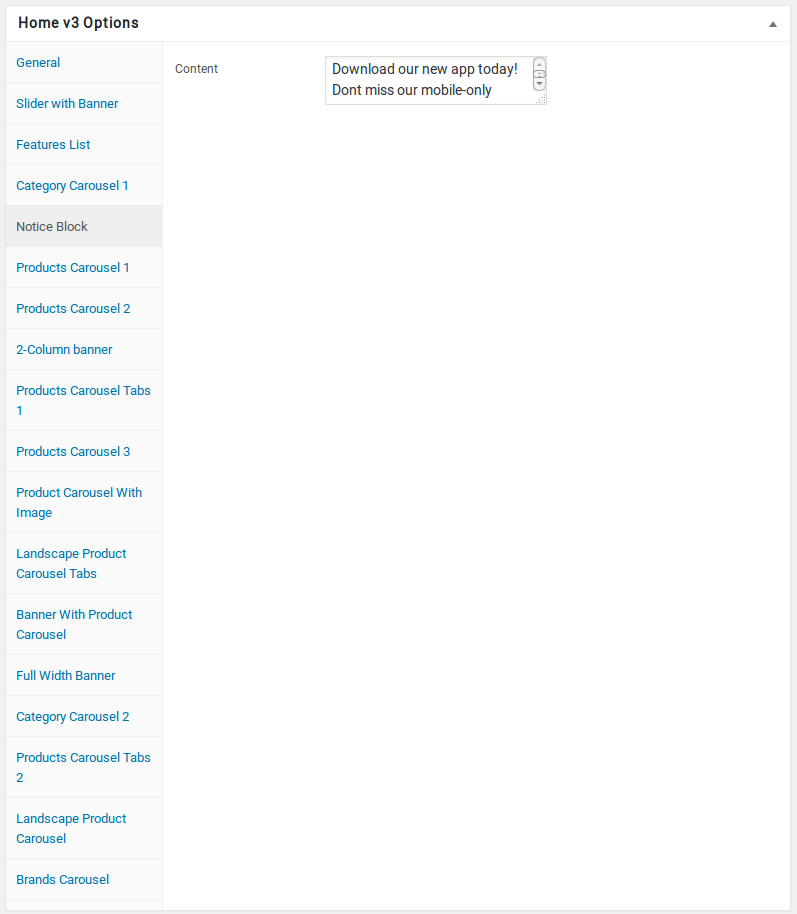 Home v3 Options
General
Content
Download our new app today!
Dont miss our mobile-only
Slider with Banner
Features List
Category Carousel 1
Notice Block
Products Carousel 1
Products Carousel 2
2-Column banner
Products Carousel Tabs
1
Products Carousel 3
Product Carousel With
Image
Landscape Product
Carousel Tabs
Banner With Product
Carousel
Full Width Banner
Category Carousel 2
Products Carousel Tabs
2
Landscape Product
Carousel
Brands Carousel